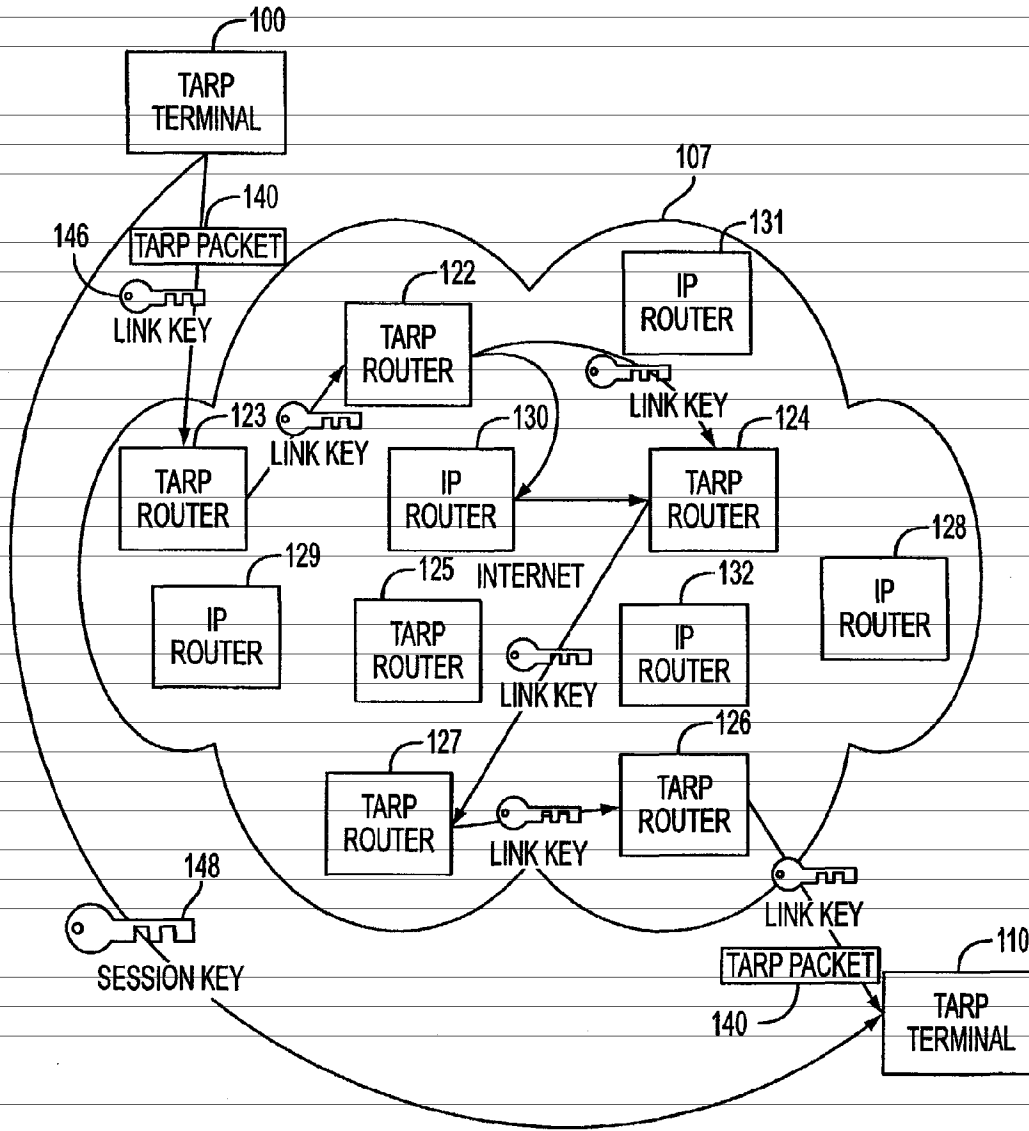 100
TARP
TERMINAL
107
140
TARP PACKET
146
LINK KEY
131
IP
ROUTER
122
TARP
ROUTER
LINK KEY
123
TARP
ROUTER
LINK KEY
130
IP
ROUTER
124
TARP
ROUTER
INTERNET
129
IP
ROUTER
125
TARP
ROUTER
132
IP
ROUTER
128
IP
ROUTER
LINK KEY
127
TARP
ROUTER
126
TARP
ROUTER
LINK KEY
148
SESSION KEY
LINK KEY
TARP PACKET
140
110
TARP
TERMINAL